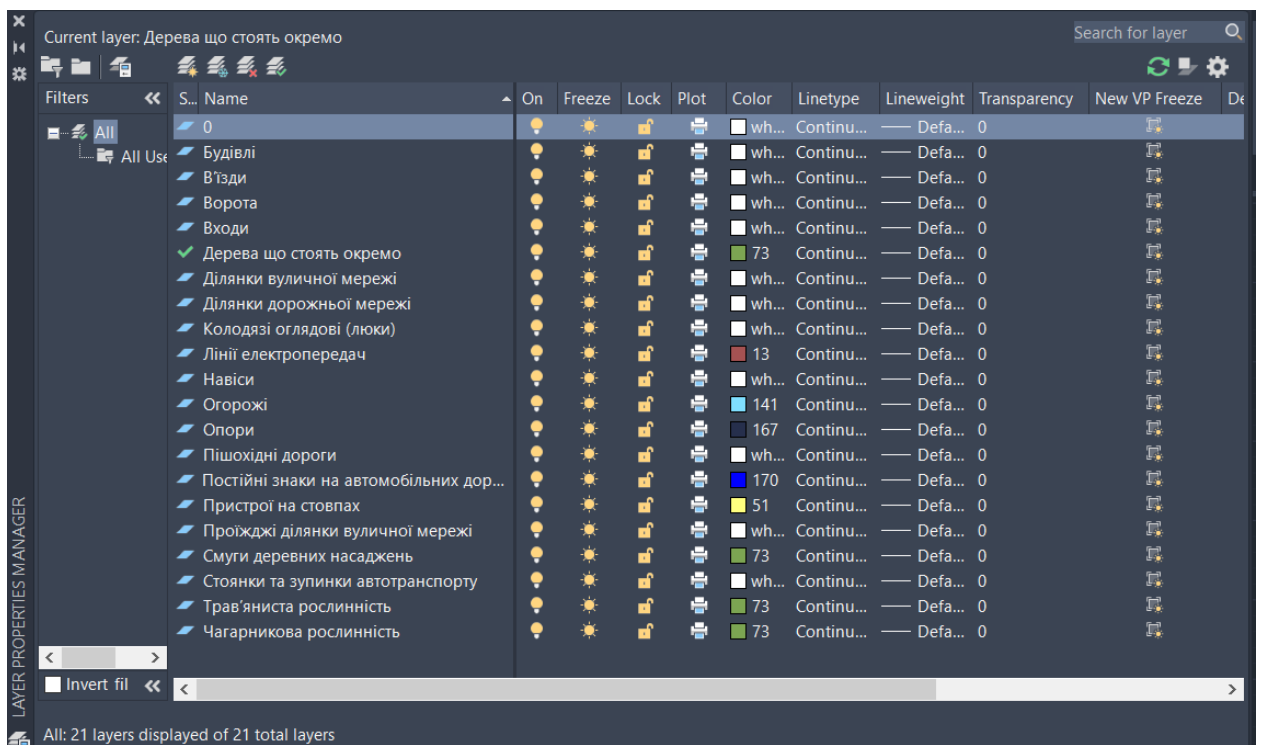 Current layer: Дерева що стоять окремо
Search for layer
Filters
S... Name On Freeze Lock Plot Color Linetype Lineweight Transparency New VP Freeze De
All
All Use
0 wh... Continu... Defa... 0
Будівлі wh... Continu... Defa... 0
В'їзди wh... Continu... Defa... 0
Ворота wh... Continu... Defa... 0
Входи wh... Continu... Defa... 0
Дерева що стоять окремо 73 Continu... Defa... 0
Ділянки вуличної мережі wh... Continu... Defa... 0
Ділянки дорожньої мережі wh... Continu... Defa... 0
Колодязі оглядові (люки) wh... Continu... Defa... 0
Лінії електропередач 13 Continu... Defa... 0
Навіси wh... Continu... Defa... 0
Огорожі 141 Continu... Defa... 0
Опори 167 Continu... Defa... 0
Пішохідні дороги wh... Continu... Defa... 0
Постійні знаки на автомобільних дор... 170 Continu... Defa... 0
Пристрої на стовпах 51 Continu... Defa... 0
Проїжджі ділянки вуличної мережі wh... Continu... Defa... 0
Смуги деревних насаджень 73 Continu... Defa... 0
Стоянки та зупинки автотранспорту wh... Continu... Defa... 0
Трав'яниста рослинність 73 Continu... Defa... 0
Чагарникова рослинність 73 Continu... Defa... 0
Invert fil
LAYER PROPERTIES MANAGER
All: 21 layers displayed of 21 total layers